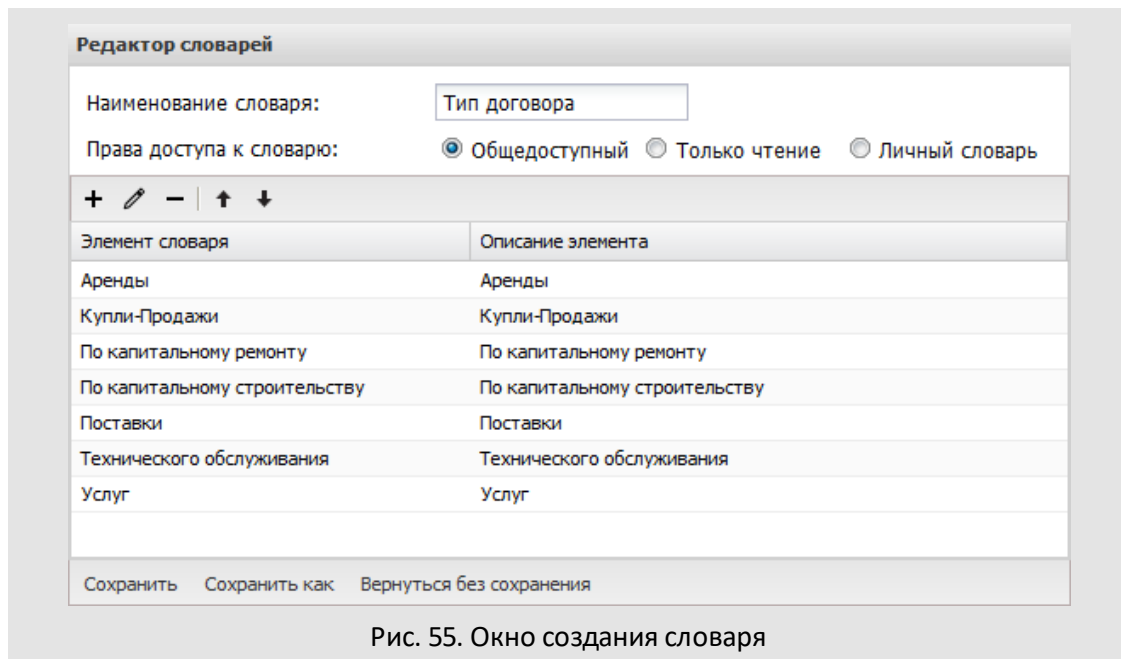 Редактор словарей
Наименование словаря: Тип договора
Права доступа к словарю: Общедоступный Только чтение Личный словарь
Элемент словаря Описание элемента
Аренды Аренды
Купли-Продажи Купли-Продажи
По капитальному ремонту По капитальному ремонту
По капитальному строительству По капитальному строительству
Поставки Поставки
Технического обслуживания Технического обслуживания
Услуг Услуг
Сохранить Сохранить как Вернуться без сохранения
Рис. 55. Окно создания словаря